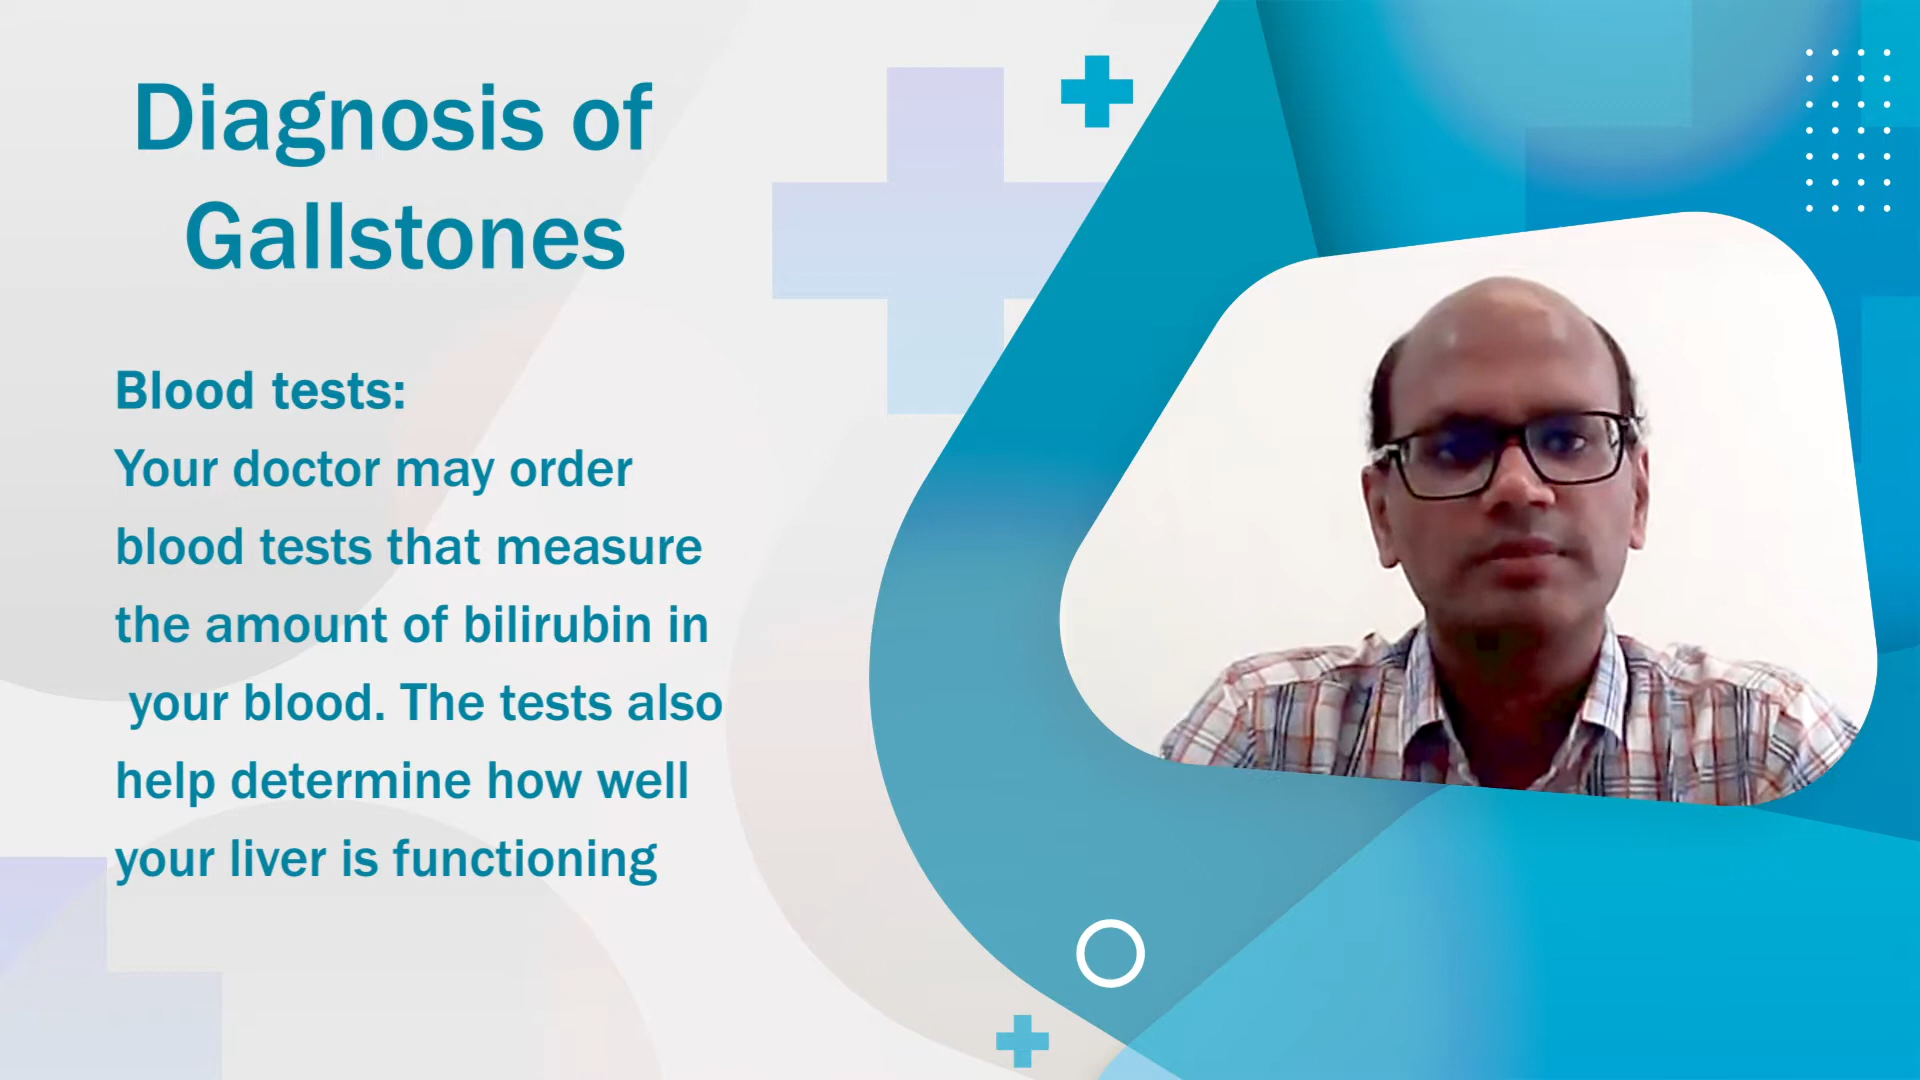 Diagnosis of
Gallstones
Blood tests:
Your doctor may order
blood tests that measure
the amount of bilirubin in
your blood. The tests also
help determine how well
your liver is functioning